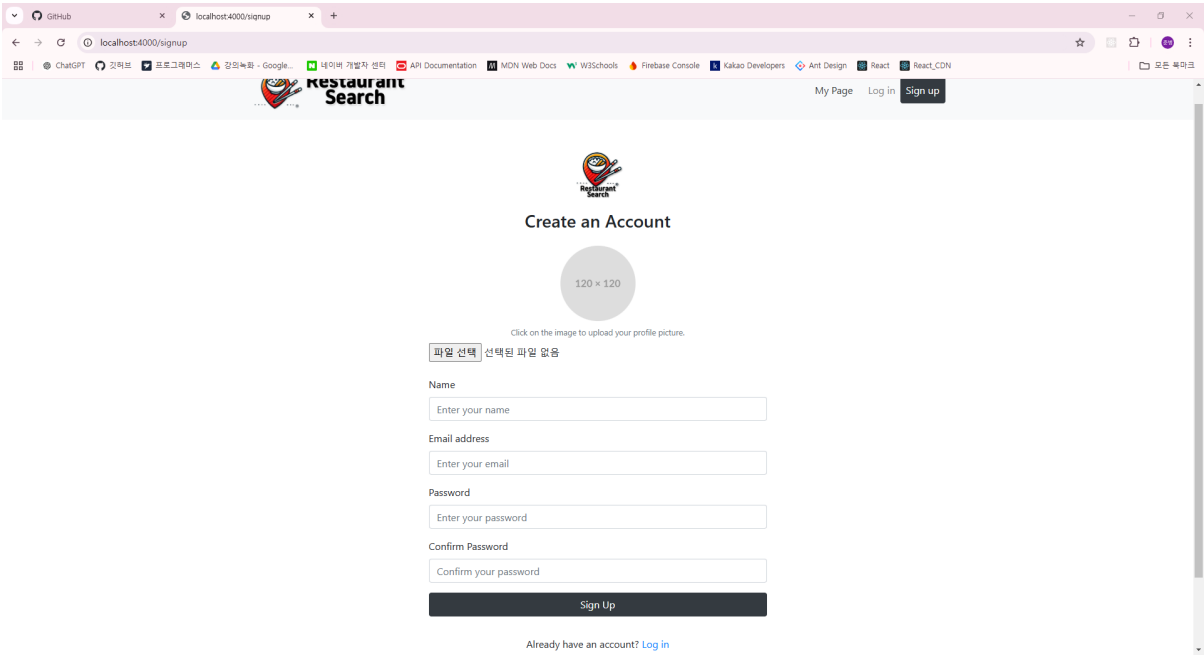 GitHub
localhost:4000/signup
localhost:4000/signup
ChatGPT 깃허브 프로그래머스 강의녹화 - Google... 네이버 개발자 센터 API Documentation MDN Web Docs W3Schools Firebase Console Kakao Developers Ant Design React React_CDN 모든 북마크
Restaurant
Search
My Page Log in Sign up
Restaurant
Search
Create an Account
120 × 120
Click on the image to upload your profile picture.
파일 선택 선택된 파일 없음
Name
Enter your name
Email address
Enter your email
Password
Enter your password
Confirm Password
Confirm your password
Sign Up
Already have an account? Log in